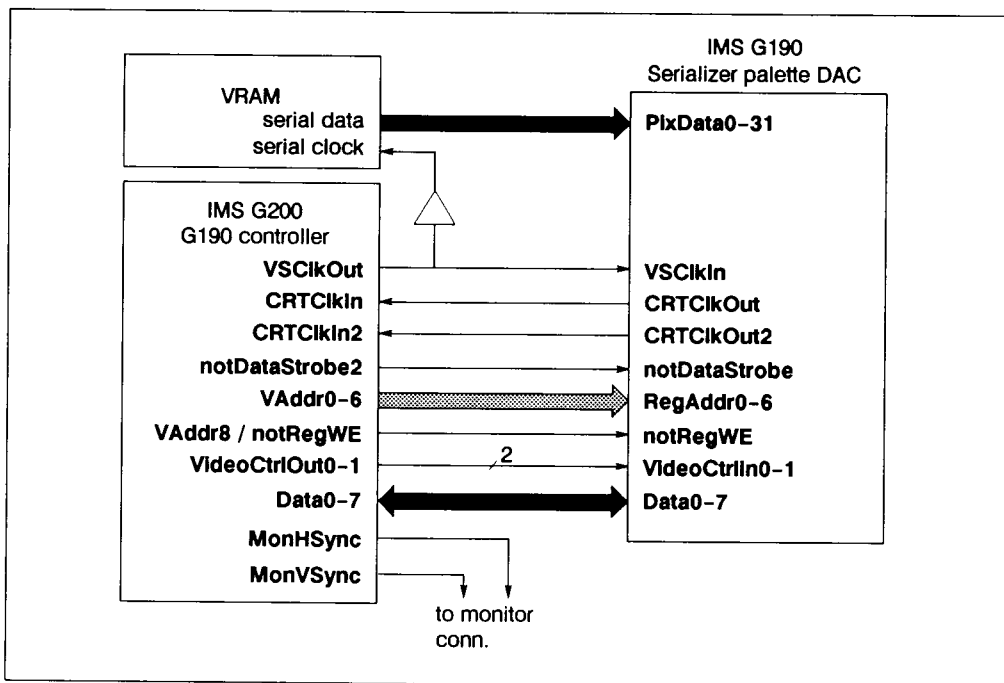 IMS G190
Serializer palette DAC
VRAM
serial data
serial clock
PixData0-31
IMS G200
G190 controller
VSClkOut
VSClkIn
CRTClkIn
CRTClkOut
CRTClkIn2
CRTClkOut2
notDataStrobe2
notDataStrobe
VAddr0-6
RegAddr0-6
VAddr8 / notRegWE
notRegWE
VideoCtrlOut0-1
2
VideoCtrlIn0-1
Data0-7
Data0-7
MonHSync
MonVSync
to monitor
conn.